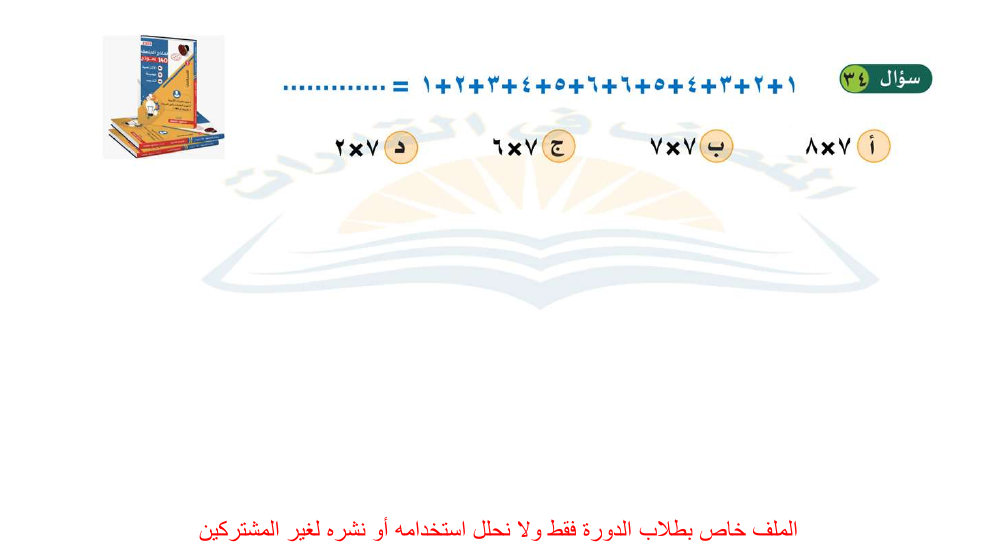 سؤال ٣٤
١+٢+٣+٤+٥+٦+٦+٥+٤+٣+٢+١ = .............
أ ٧×٨ ب ٧×٧ ج ٧×٦ د ٧×٢
الملف خاص بطلاب الدورة فقط ولا نحلل استخدامه أو نشره لغير المشتركين